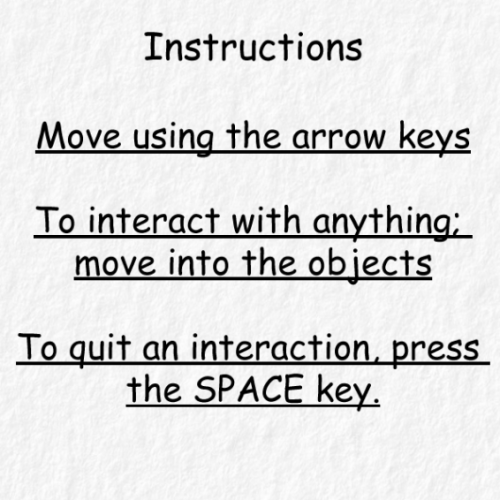 Instructions
Move using the arrow keys
To interact with anything;
move into the objects
To quit an interaction, press
the SPACE key.